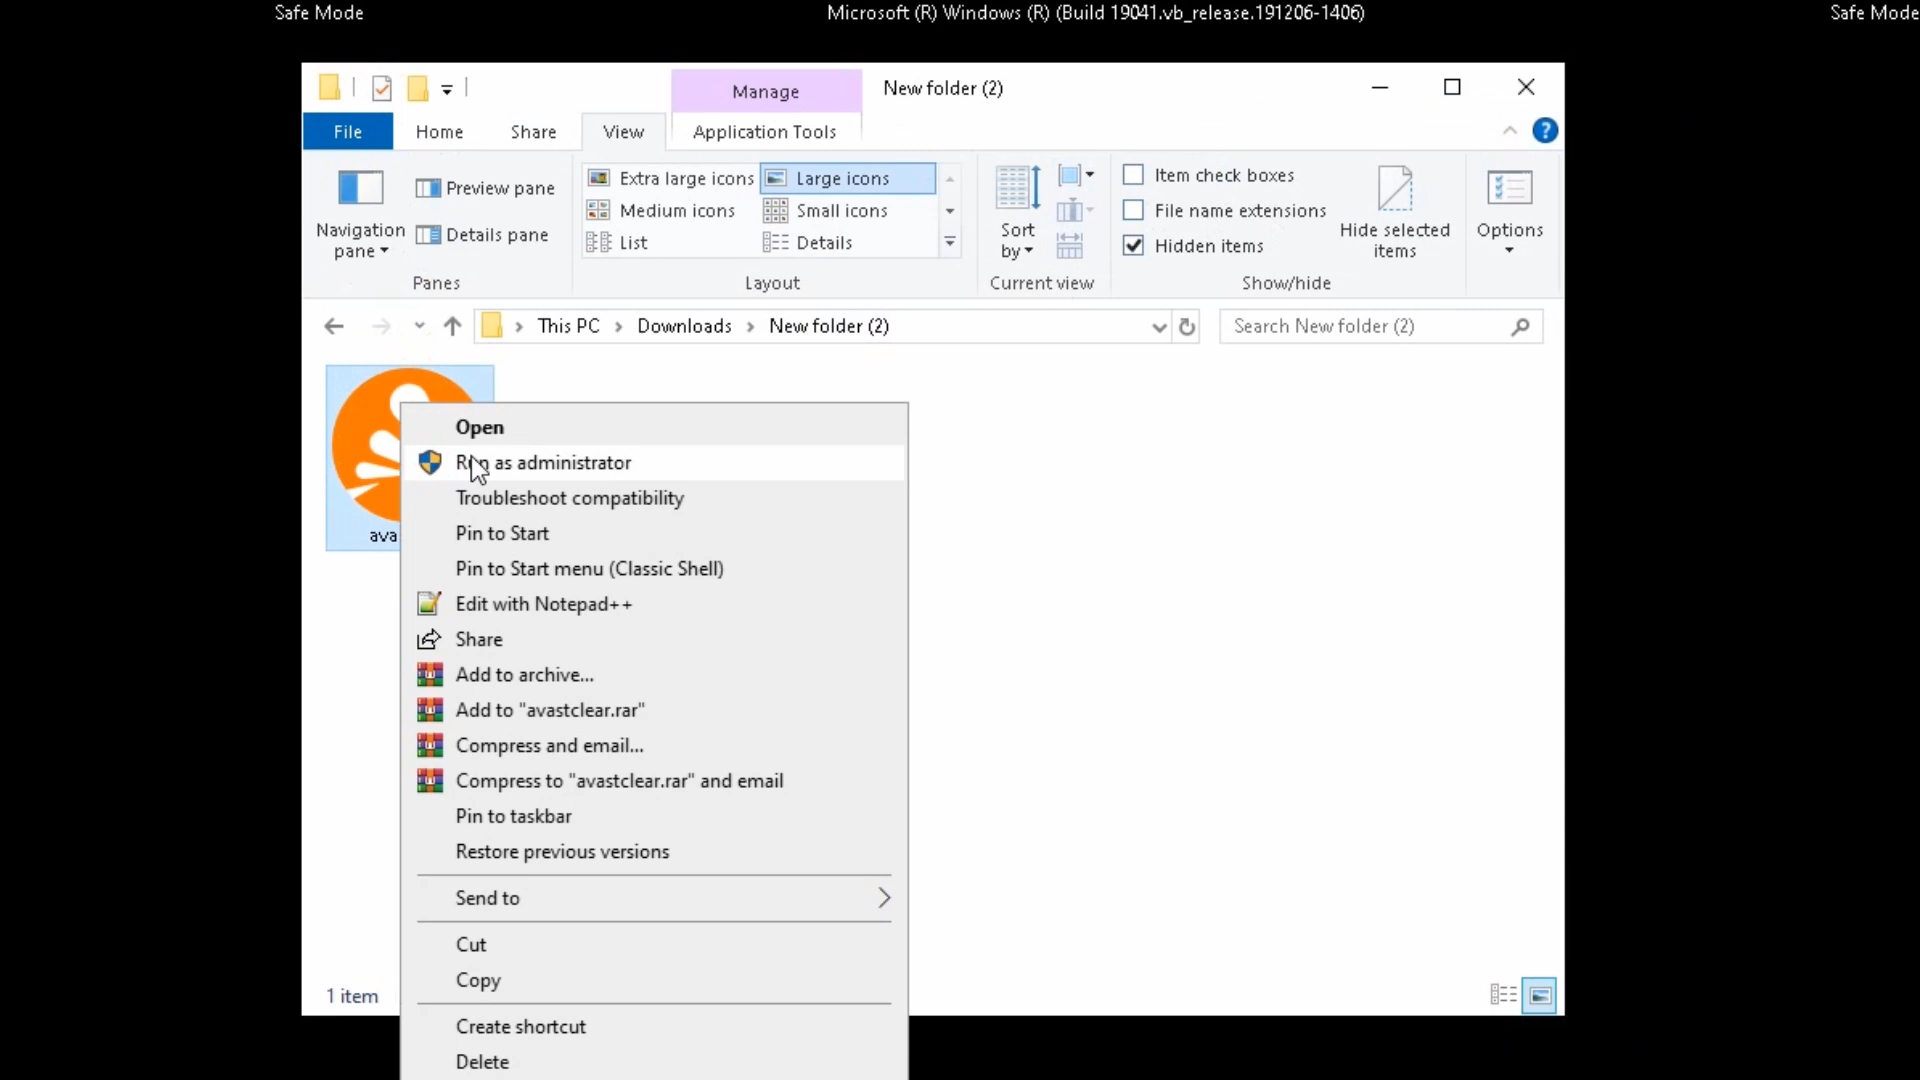 Safe Mode
Microsoft (R) Windows (R) (Build 19041.vb_release.191206-1406)
Safe Mode
Manage
New folder (2)
File
Home
Share
View
Application Tools
Navigation
pane
Preview pane
Details pane
Panes
Extra large icons
Large icons
Medium icons
Small icons
List
Details
Layout
Sort
by
Current view
Item check boxes
File name extensions
Hidden items
Hide selected
items
Show/hide
Options
This PC
Downloads
New folder (2)
Search New folder (2)
ava
Open
Run as administrator
Troubleshoot compatibility
Pin to Start
Pin to Start menu (Classic Shell)
Edit with Notepad++
Share
Add to archive...
Add to "avastclear.rar"
Compress and email...
Compress to "avastclear.rar" and email
Pin to taskbar
Restore previous versions
Send to
Cut
Copy
Create shortcut
Delete
1 item